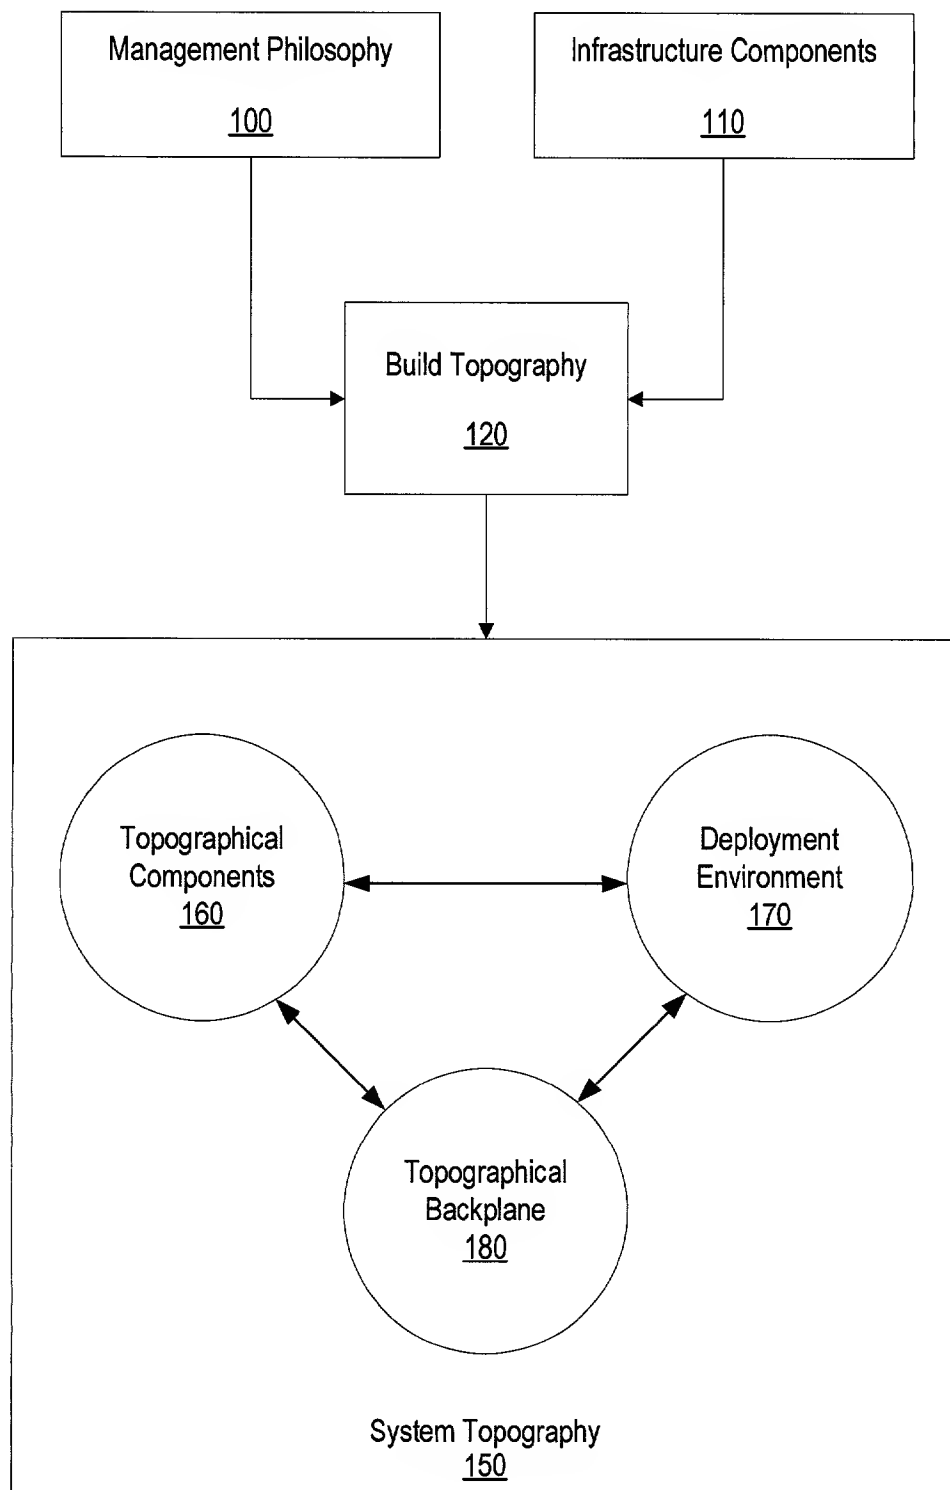 Management Philosophy
100
Infrastructure Components
110
Build Topography
120
Topographical
Components
160
Deployment
Environment
170
Topographical
Backplane
180
System Topography
150